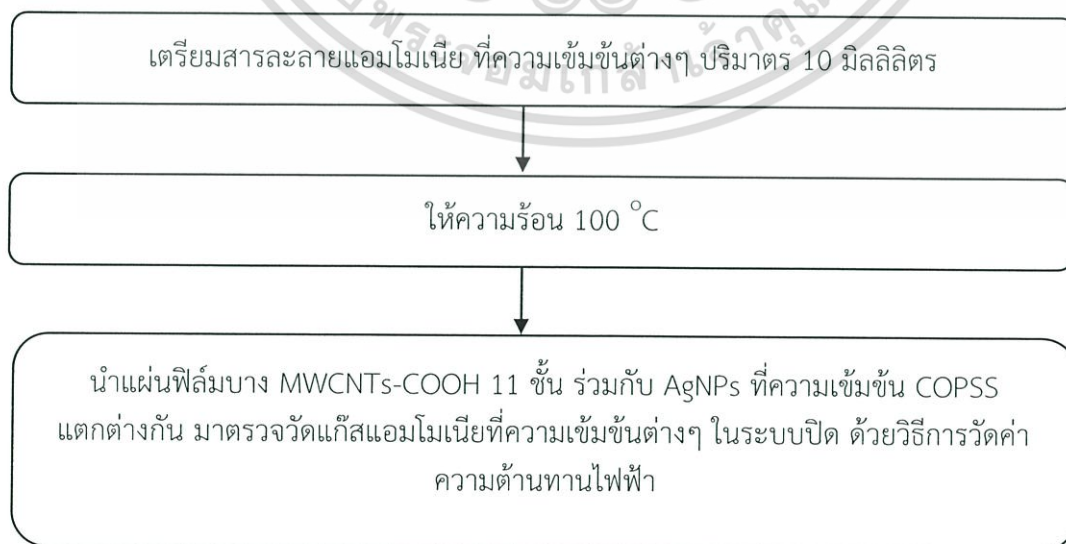 เตรียมสารละลายแอมโมเนีย ที่ความเข้มข้นต่างๆ ปริมาตร 10 มิลลิลิตร
ให้ความร้อน 100 °C
นำแผ่นฟิล์มบาง MWCNTs-COOH 11 ชั้น ร่วมกับ AgNPs ที่ความเข้มข้น COPSS
แตกต่างกัน มาตรวจวัดแก๊สแอมโมเนียที่ความเข้มข้นต่างๆ ในระบบปิด ด้วยวิธีการวัดค่า
ความต้านทานไฟฟ้า